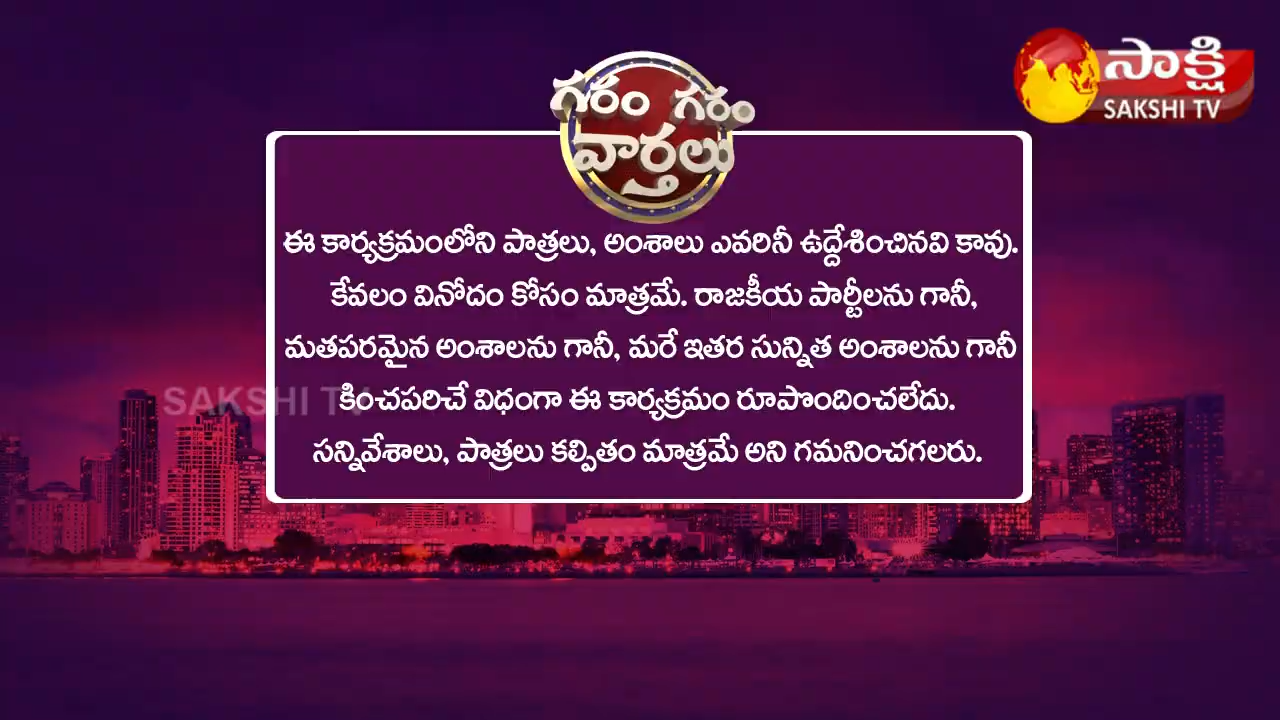 సాక్షి
SAKSHI TV
గరం గరం
వార్తలు
ఈ కార్యక్రమంలోని పాత్రలు, అంశాలు ఎవరినీ ఉద్దేశించినవి కావు.
కేవలం వినోదం కోసం మాత్రమే. రాజకీయ పార్టీలను గానీ,
మతపరమైన అంశాలను గానీ, మరే ఇతర సున్నిత అంశాలను గానీ
కించపరిచే విధంగా ఈ కార్యక్రమం రూపొందించలేదు.
సన్నివేశాలు, పాత్రలు కల్పితం మాత్రమే అని గమనించగలరు.
SAKSHI TV